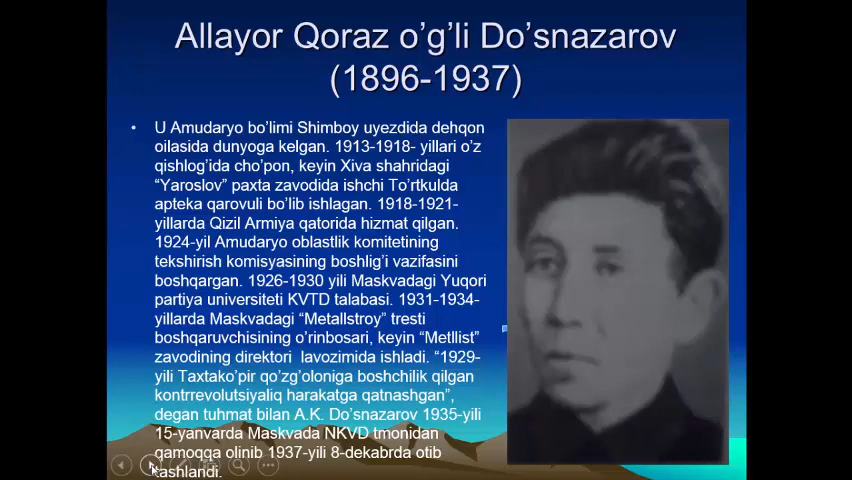 Allayor Qoraz o’g’li Do’snazarov
(1896-1937)
• U Amudaryo bo’limi Shimboy uyezdida dehqon
oilasida dunyoga kelgan. 1913-1918- yillari o’z
qishlog’ida cho’pon, keyin Xiva shahridagi
“Yaroslov” paxta zavodida ishchi To’rtkulda
apteka qarovuli bo’lib ishlagan. 1918-1921-
yillarda Qizil Armiya qatorida hizmat qilgan.
1924-yil Amudaryo oblastlik komitetining
tekshirish komisyasining boshlig’i vazifasini
boshqargan. 1926-1930 yili Maskvadagi Yuqori
partiya universiteti KVTD talabasi. 1931-1934-
yillarda Maskvadagi “Metallstroy” tresti
boshqaruvchisining o’rinbosari, keyin “Metllist”
zavodining direktori lavozimida ishladi. “1929-
yili Taxtako’pir qo’zg’oloniga boshchilik qilgan
kontrrevolutsiyaliq harakatga qatnashgan”,
degan tuhmat bilan A.K. Do’snazarov 1935-yili
15-yanvarda Maskvada NKVD tmonidan
qamoqqa olinib 1937-yili 8-dekabrda otib
tashlandi.